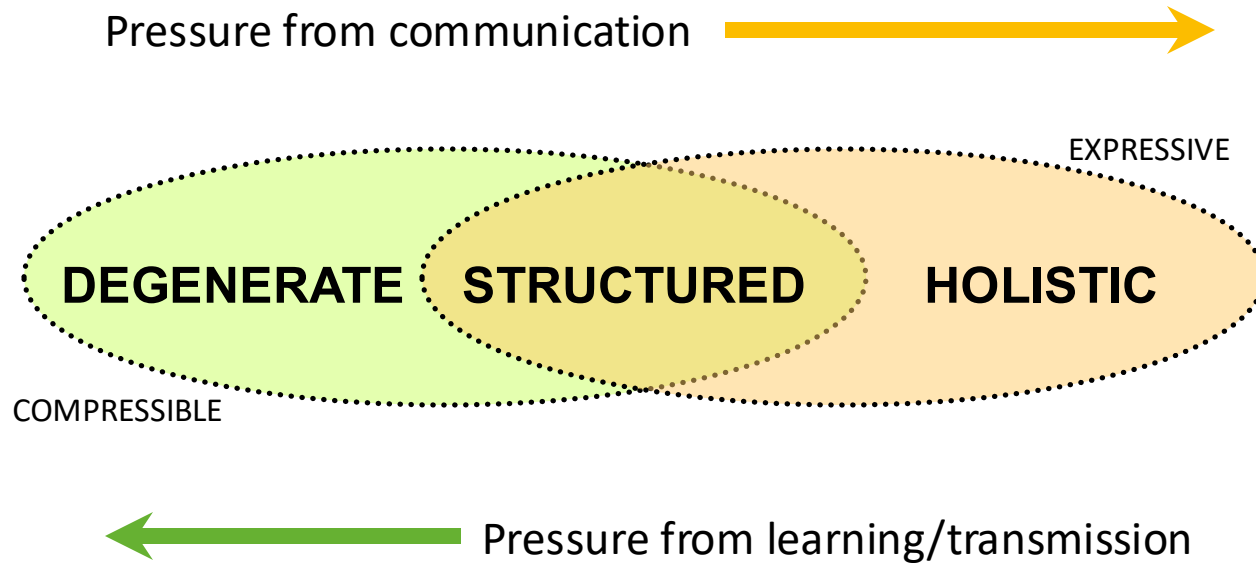 Pressure from communication
EXPRESSIVE
DEGENERATE STRUCTURED HOLISTIC
COMPRESSIBLE
Pressure from learning/transmission